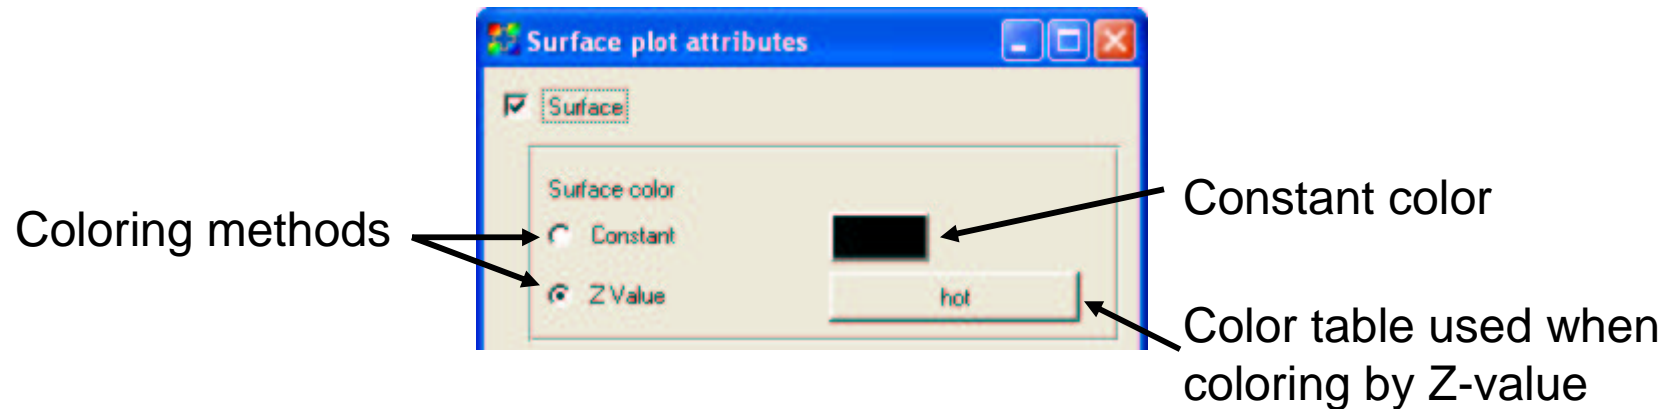 Surface plot attributes
Surface
Surface color
Coloring methods
Constant
Constant color
Z Value
hot
Color table used when
coloring by Z-value